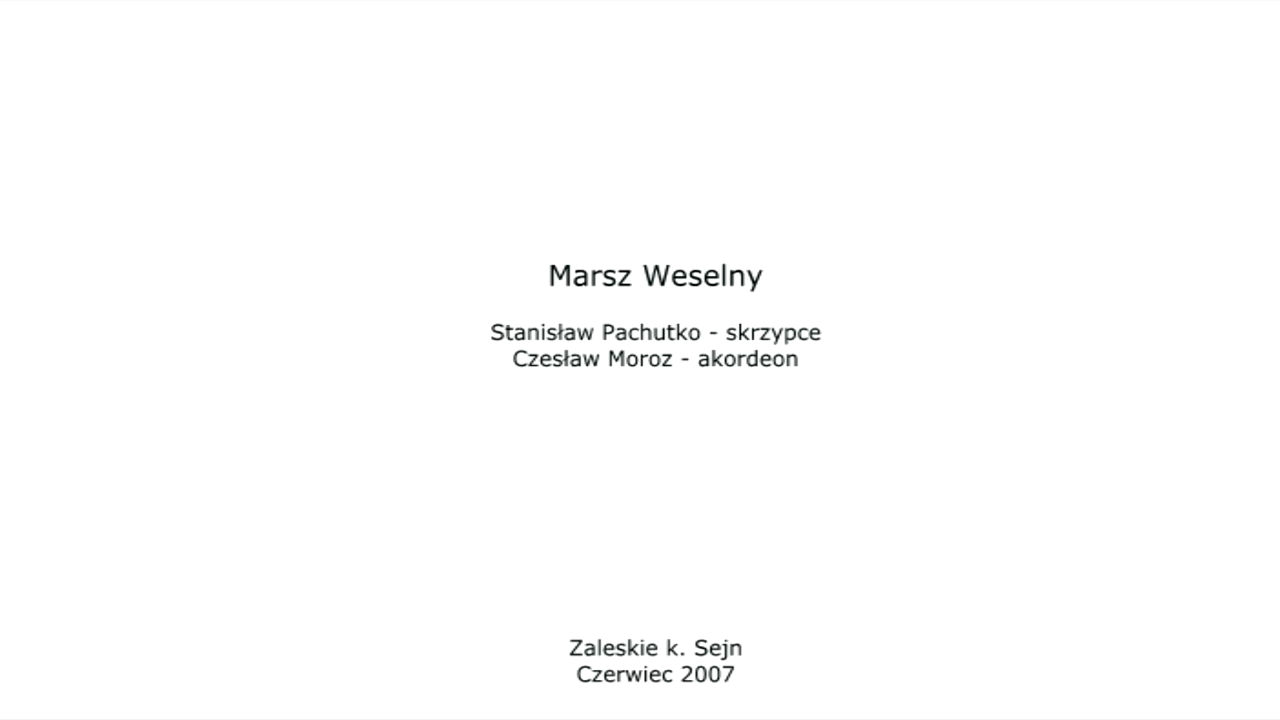 Marsz Weselny
Stanisław Pachutko - skrzypce
Czesław Moroz - akordeon
Zaleskie k. Sejn
Czerwiec 2007